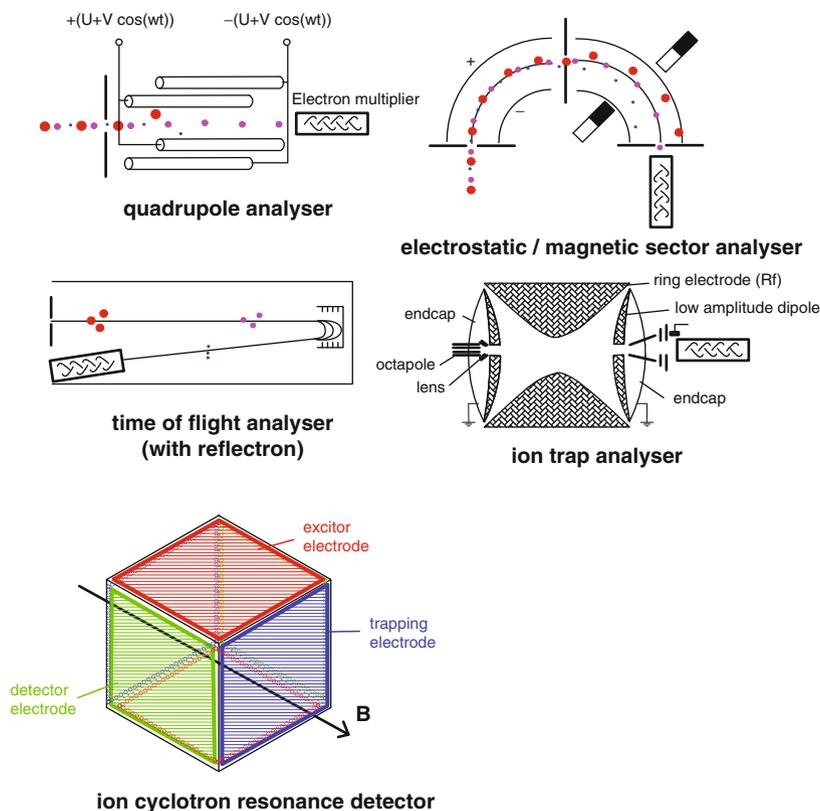 +(U+V cos(wt))
−(U+V cos(wt))
Electron multiplier
quadrupole analyser
+
−
electrostatic / magnetic sector analyser
time of flight analyser
(with reflectron)
ring electrode (Rf)
endcap
low amplitude dipole
octapole
lens
endcap
ion trap analyser
excitor
electrode
trapping
electrode
detector
electrode
B
ion cyclotron resonance detector